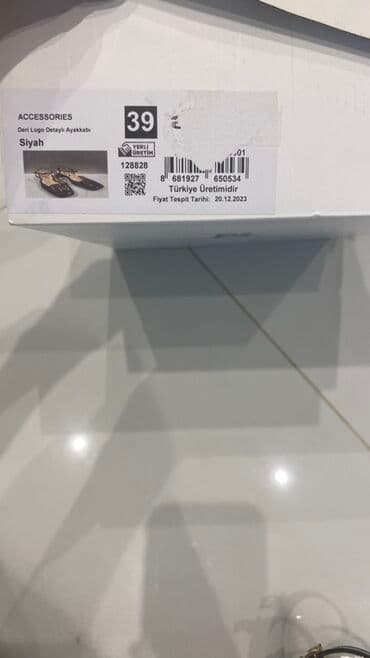 ACCESSORIES
Deri Logo Detaylı Ayakkabı
Siyah
39
YERLİ
ÜRETİM
128828
8 681927 650534
Türkiye Üretimidir
Fiyat Tespit Tarihi: 20.12.2023